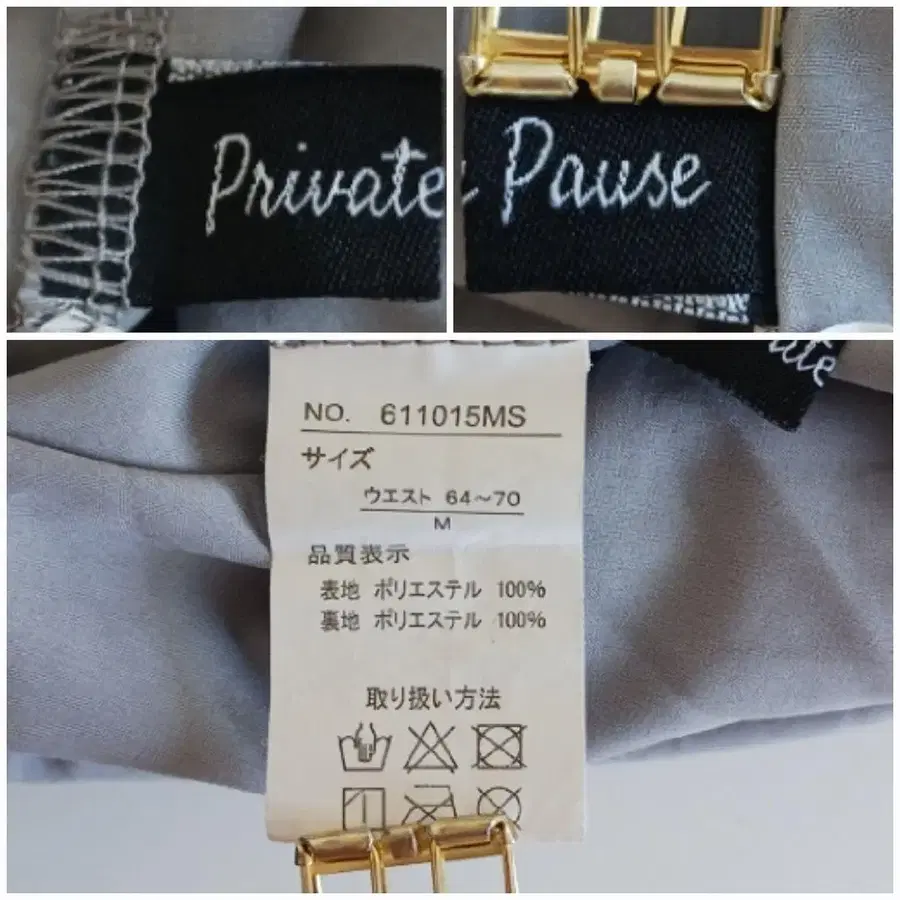 Private
Pause
ate
NO. 611015MS
サイズ
ウエスト 64～70
M
品質表示
表地 ポリエステル 100%
裏地 ポリエステル 100%
取り扱い方法